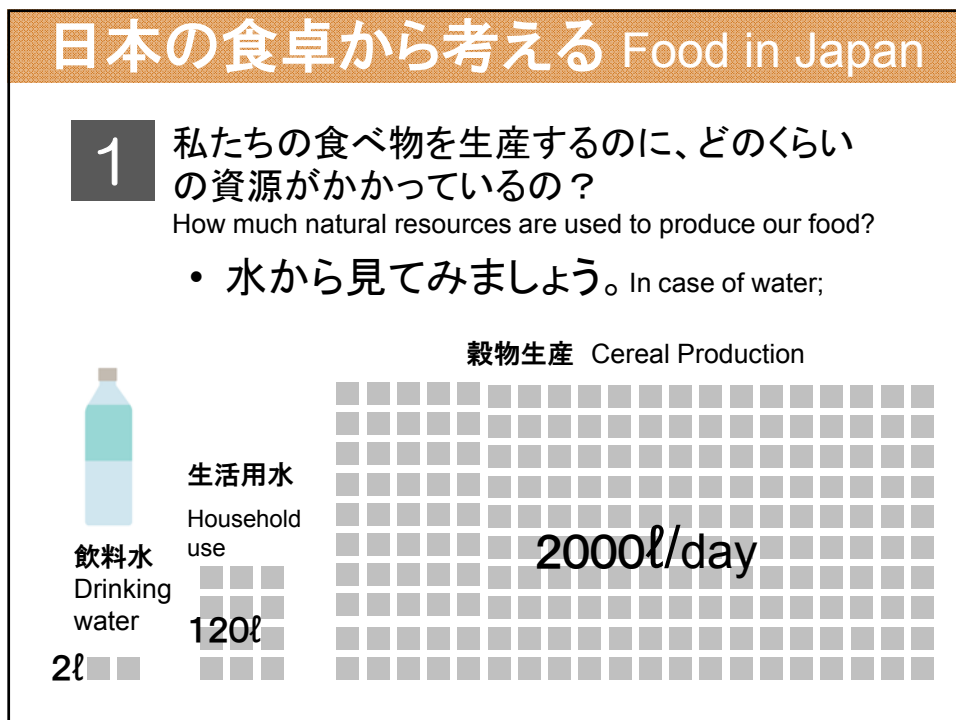 日本の食卓から考える Food in Japan
1
私たちの食べ物を生産するのに、どのくらい
の資源がかかっているの？
How much natural resources are used to produce our food?
• 水から見てみましょう。In case of water;
穀物生産 Cereal Production
生活用水
Household
use
飲料水
Drinking
water
2000ℓ/day
120ℓ
2ℓ